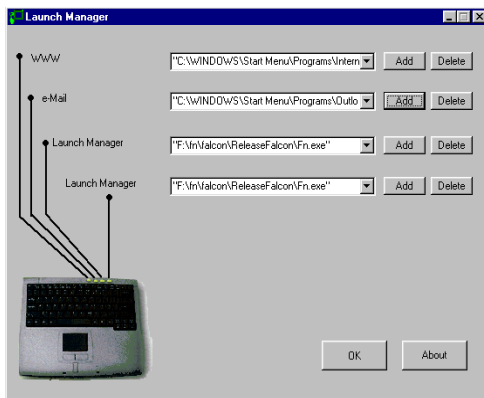 Launch Manager
WWW "C:\WINDOWS\Start Menu\Programs\Intern Add Delete
e-Mail "C:\WINDOWS\Start Menu\Programs\Outlo Add Delete
Launch Manager "F:\fn\falcon\ReleaseFalcon\Fn.exe" Add Delete
Launch Manager "F:\fn\falcon\ReleaseFalcon\Fn.exe" Add Delete
OK About